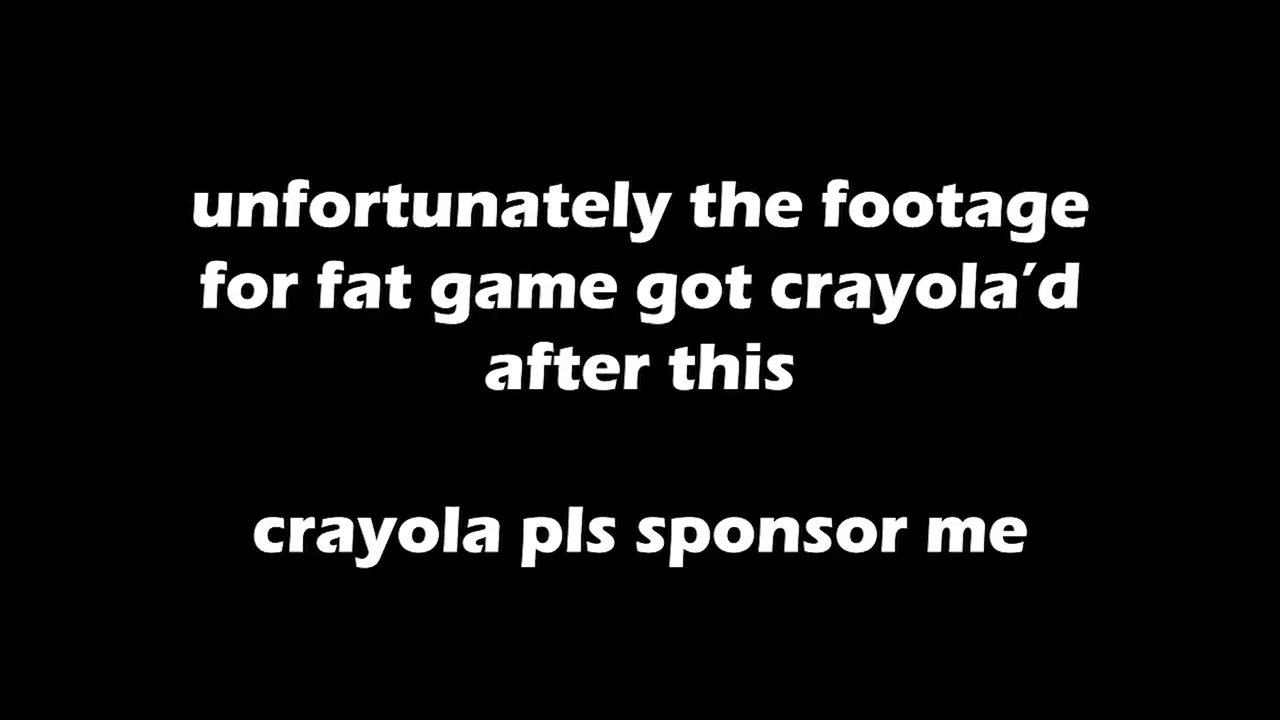 unfortunately the footage
for fat game got crayola’d
after this
crayola pls sponsor me